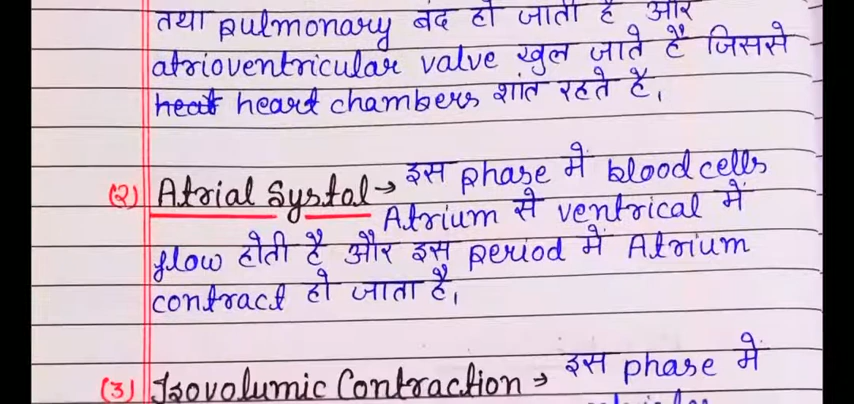 तथा pulmonary बंद हो जाती है और
atrioventricular valve खुल जाते हैं जिससे
heat heart chambers शांत रहते है,
(2) Atrial Systol → इस phase में blood cells
Atrium से ventrical में
flow होती है और इस period में Atrium
contract हो जाता है,
(3) Isovolumic Contraction → इस phase में